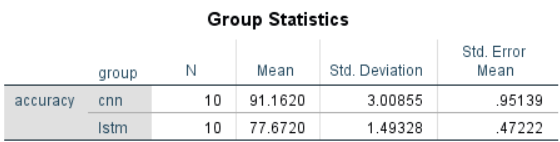 Group Statistics
group N Mean Std. Deviation Std. Error Mean
accuracy cnn 10 91.1620 3.00855 .95139
lstm 10 77.6720 1.49328 .47222